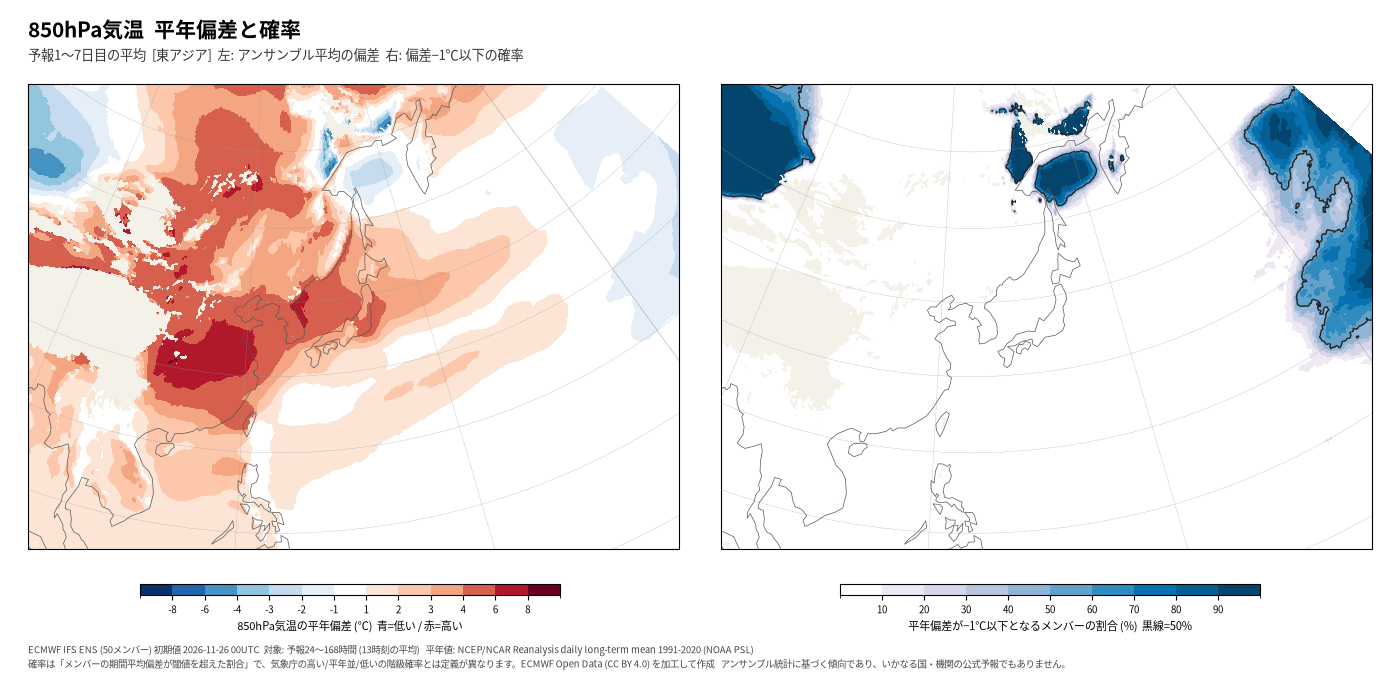 850hPa気温 平年偏差と確率
予報1〜7日目の平均 [東アジア] 左: アンサンブル平均の偏差 右: 偏差−1℃以下の確率
-8 -6 -4 -3 -2 -1 1 2 3 4 6 8
850hPa気温の平年偏差 (℃) 青=低い / 赤=高い
10 20 30 40 50 60 70 80 90
平年偏差が−1℃以下となるメンバーの割合 (%) 黒線=50%
ECMWF IFS ENS (50メンバー) 初期値 2026-11-26 00UTC 対象: 予報24〜168時間 (13時刻の平均) 平年値: NCEP/NCAR Reanalysis daily long-term mean 1991-2020 (NOAA PSL)
確率は「メンバーの期間平均偏差が閾値を超えた割合」で、気象庁の高い/平年並/低いの階級確率とは定義が異なります。ECMWF Open Data (CC BY 4.0) を加工して作成 アンサンブル統計に基づく傾向であり、いかなる国・機関の公式予報でもありません。